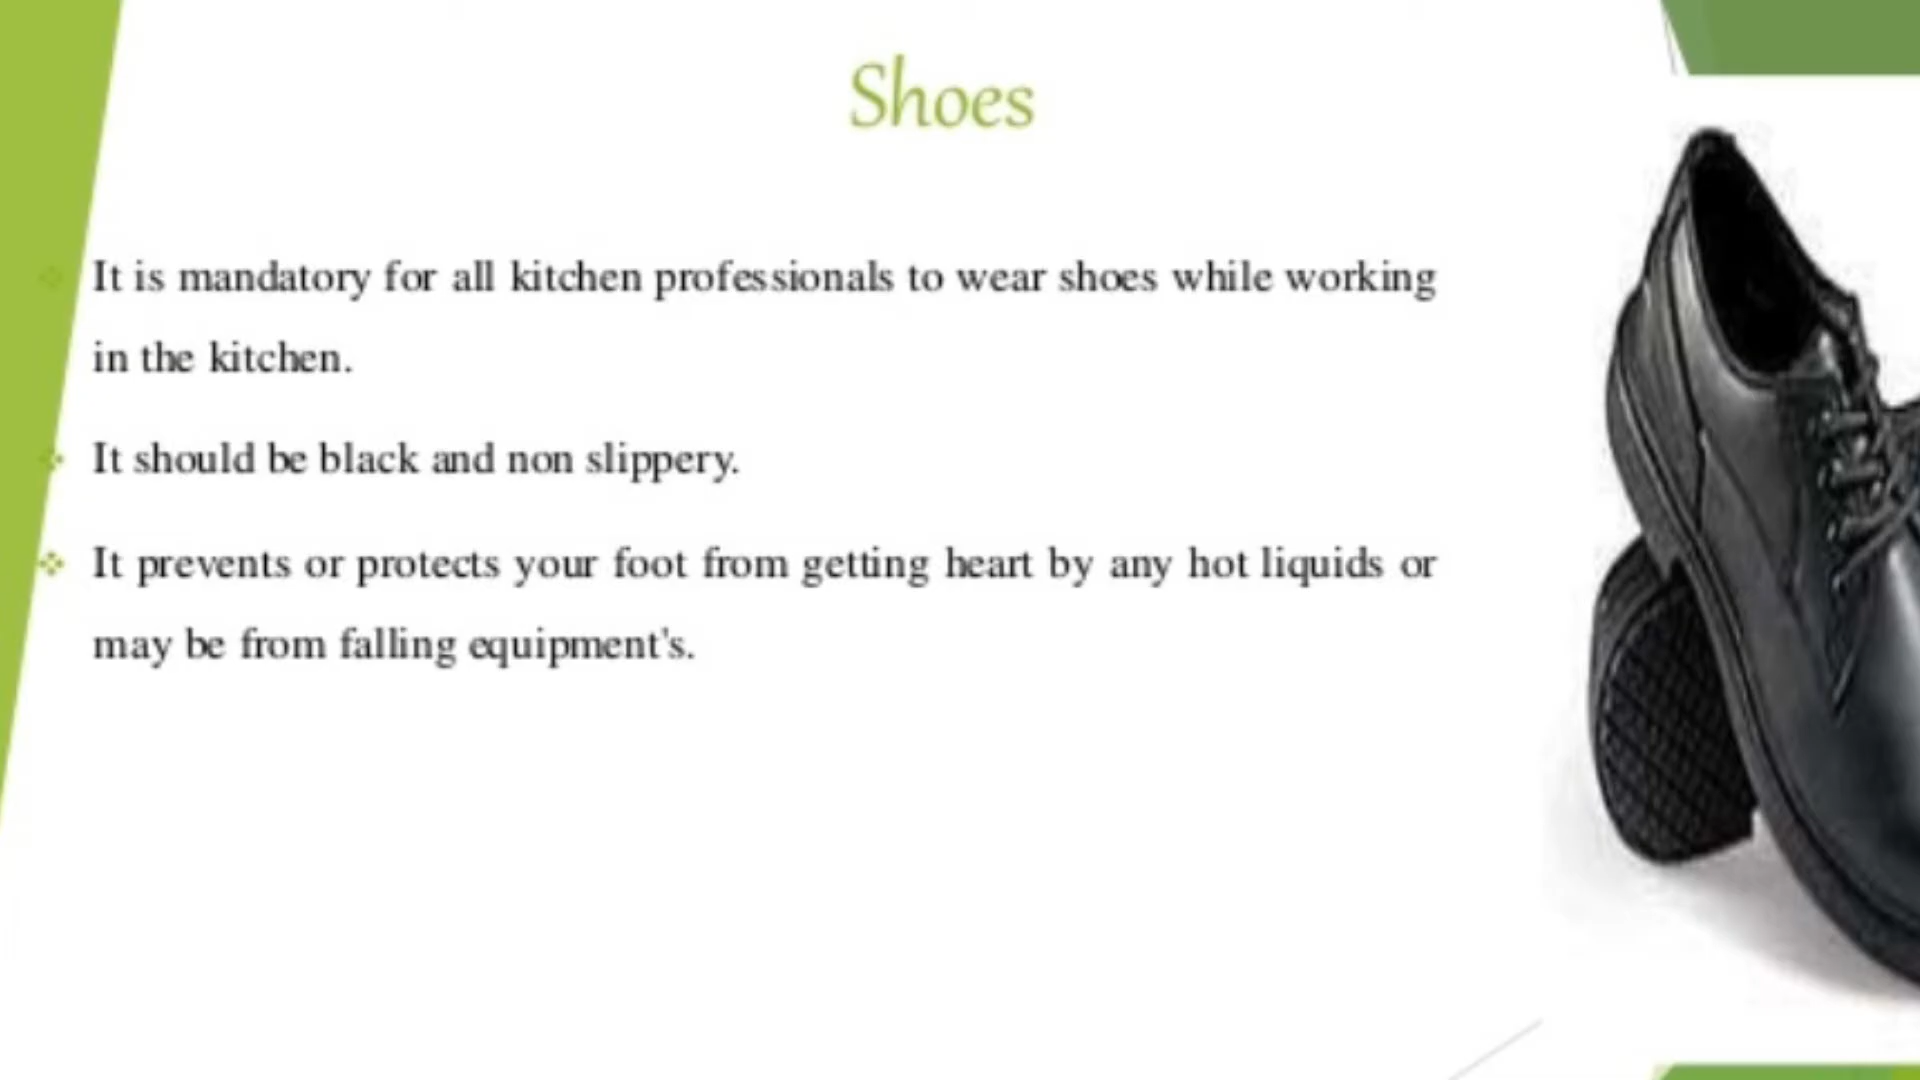 Shoes
It is mandatory for all kitchen professionals to wear shoes while working
in the kitchen.
It should be black and non slippery.
It prevents or protects your foot from getting heart by any hot liquids or
may be from falling equipment's.